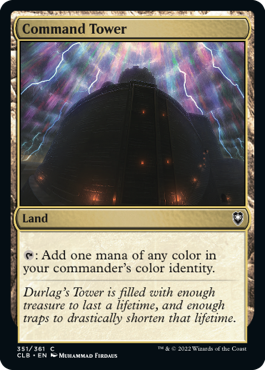 Command Tower
Land
: Add one mana of any color in
your commander's color identity.
Durlag's Tower is filled with enough
treasure to last a lifetime, and enough
traps to drastically shorten that lifetime.
351/361 C
CLB • EN Muhammad Firdaus
™ & © 2022 Wizards of the Coast